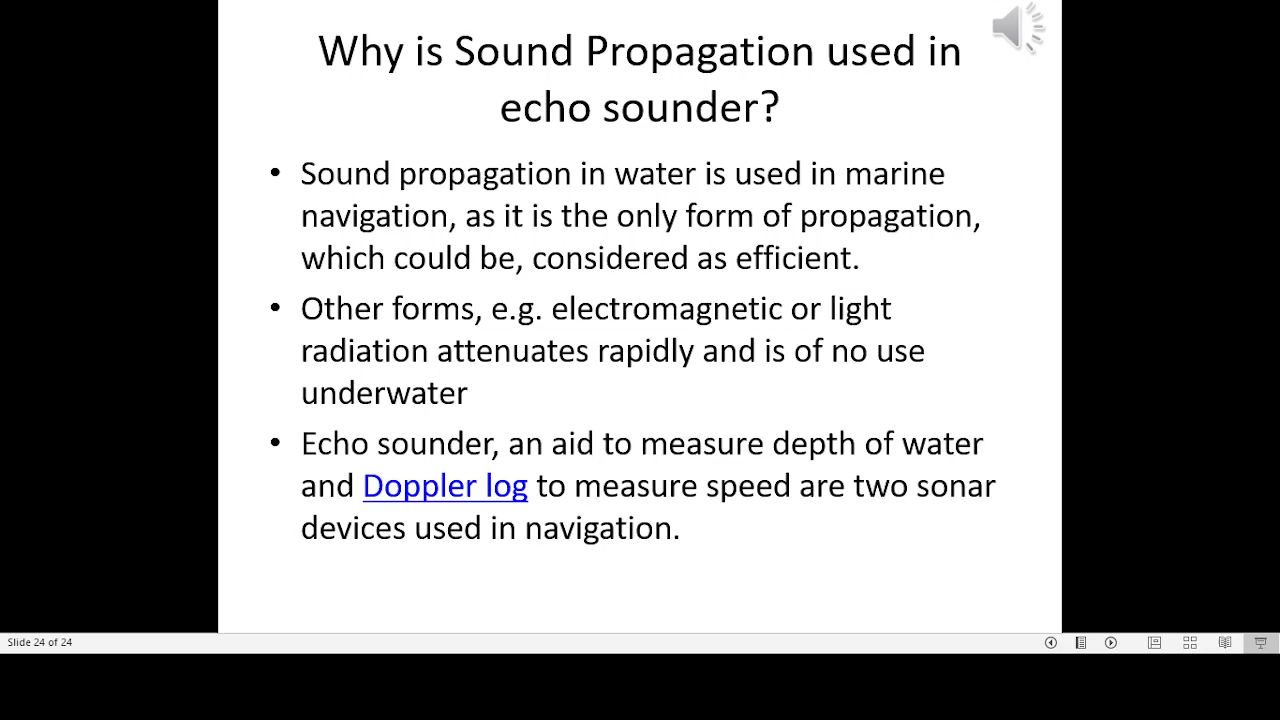 Why is Sound Propagation used in
echo sounder?
• Sound propagation in water is used in marine
navigation, as it is the only form of propagation,
which could be, considered as efficient.
• Other forms, e.g. electromagnetic or light
radiation attenuates rapidly and is of no use
underwater
• Echo sounder, an aid to measure depth of water
and Doppler log to measure speed are two sonar
devices used in navigation.
Slide 24 of 24